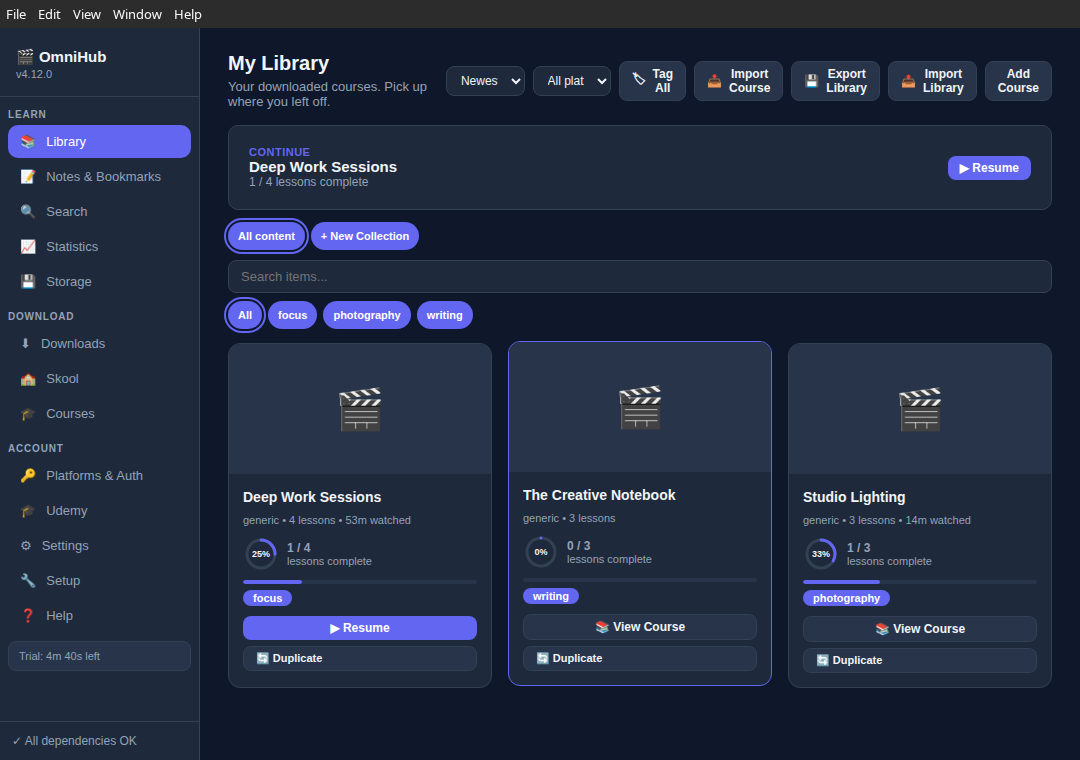 File Edit View Window Help
OmniHub
v4.12.0
LEARN
Library
Notes & Bookmarks
Search
Statistics
Storage
DOWNLOAD
Downloads
Skool
Courses
ACCOUNT
Platforms & Auth
Udemy
Settings
Setup
Help
Trial: 4m 40s left
✓ All dependencies OK
My Library
Your downloaded courses. Pick up
where you left off.
Newes
All plat
Tag
All
Import
Course
Export
Library
Import
Library
Add
Course
CONTINUE
Deep Work Sessions
1 / 4 lessons complete
▶ Resume
All content
+ New Collection
Search items...
All
focus
photography
writing
Deep Work Sessions
generic • 4 lessons • 53m watched
25%
1 / 4
lessons complete
focus
▶ Resume
Duplicate
The Creative Notebook
generic • 3 lessons
0%
0 / 3
lessons complete
writing
View Course
Duplicate
Studio Lighting
generic • 3 lessons • 14m watched
33%
1 / 3
lessons complete
photography
View Course
Duplicate